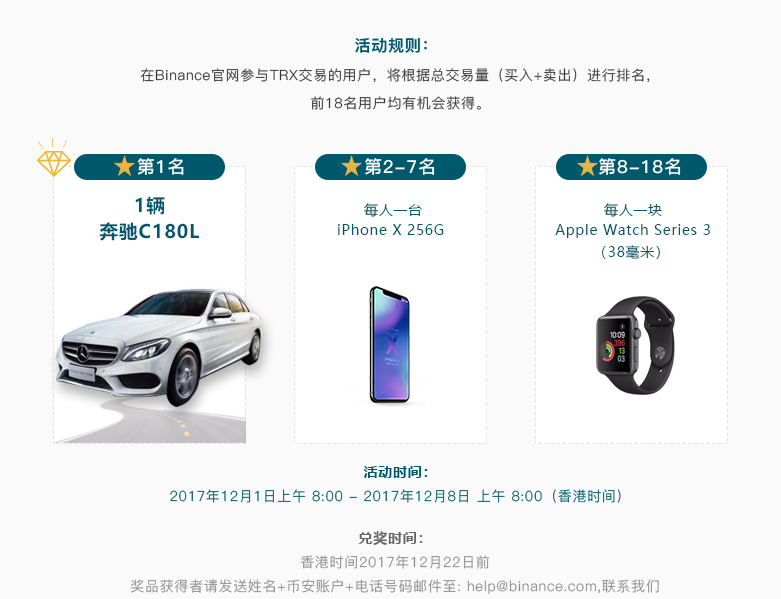 活动规则：
在Binance官网参与TRX交易的用户，将根据总交易量（买入+卖出）进行排名，
前18名用户均有机会获得。
第1名
1辆
奔驰C180L
第2-7名
每人一台
iPhone X 256G
第8-18名
每人一块
Apple Watch Series 3
（38毫米）
10:09
396
13
03
活动时间：
2017年12月1日上午 8:00 - 2017年12月8日 上午 8:00（香港时间）
兑奖时间：
香港时间2017年12月22日前
奖品获得者请发送姓名+币安账户+电话号码邮件至: help@binance.com,联系我们